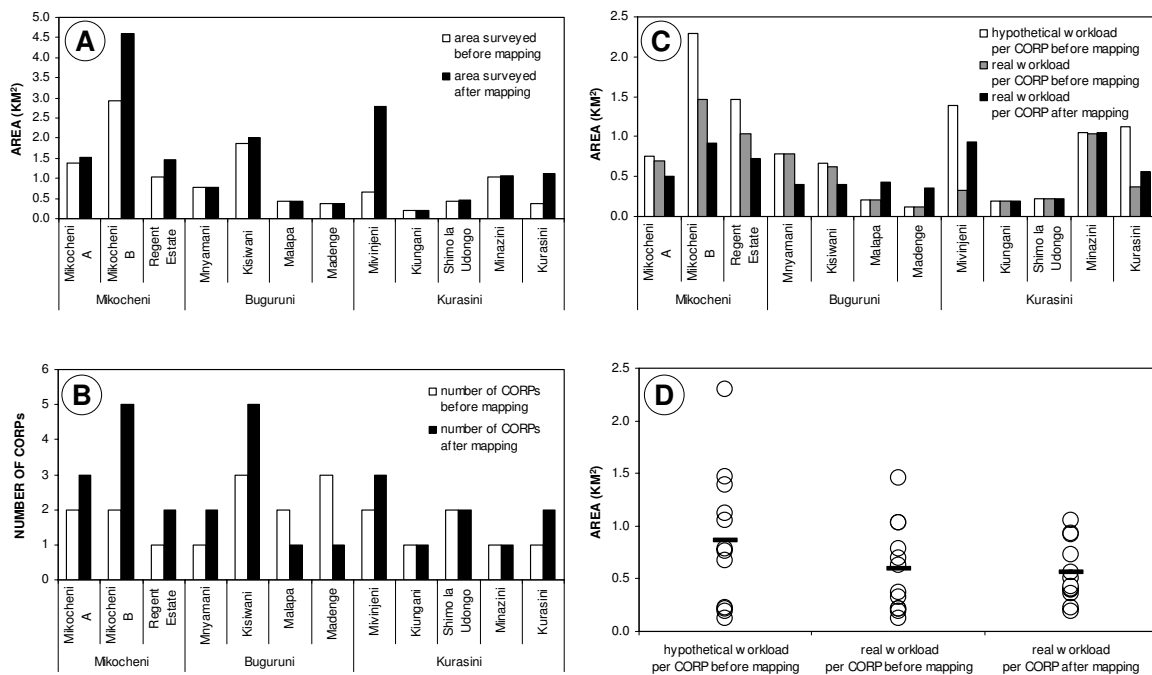 A
AREA (KM²)
5.0
4.5
4.0
3.5
3.0
2.5
2.0
1.5
1.0
0.5
0.0
area surveyed
before mapping
area surveyed
after mapping
Mikocheni
A
Mikocheni
B
Regent
Estate
Mnyamani
Kisiwani
Malapa
Madenge
Mivinjeni
Kiungani
Shimo la
Udongo
Minazini
Kurasini
Mikocheni
Buguruni
Kurasini
C
AREA (KM²)
2.5
2.0
1.5
1.0
0.5
0.0
hypothetical workload
per CORP before mapping
real workload
per CORP before mapping
real workload
per CORP after mapping
Mikocheni
A
Mikocheni
B
Regent
Estate
Mnyamani
Kisiwani
Malapa
Madenge
Mivinjeni
Kiungani
Shimo la
Udongo
Minazini
Kurasini
Mikocheni
Buguruni
Kurasini
B
NUMBER OF CORPs
6
5
4
3
2
1
0
number of CORPs
before mapping
number of CORPs
after mapping
Mikocheni
A
Mikocheni
B
Regent
Estate
Mnyamani
Kisiwani
Malapa
Madenge
Mivinjeni
Kiungani
Shimo la
Udongo
Minazini
Kurasini
Mikocheni
Buguruni
Kurasini
D
AREA (KM²)
2.5
2.0
1.5
1.0
0.5
0.0
hypothetical workload
per CORP before mapping
real workload
per CORP before mapping
real workload
per CORP after mapping